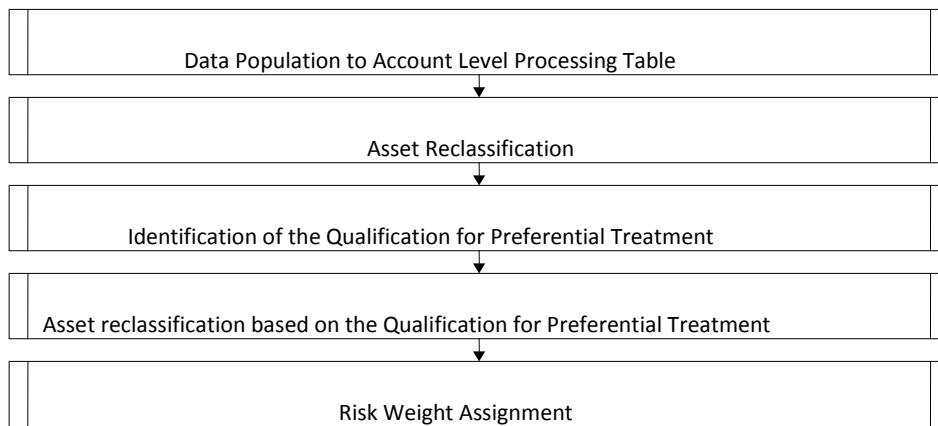 Data Population to Account Level Processing Table
Asset Reclassification
Identification of the Qualification for Preferential Treatment
Asset reclassification based on the Qualification for Preferential Treatment
Risk Weight Assignment